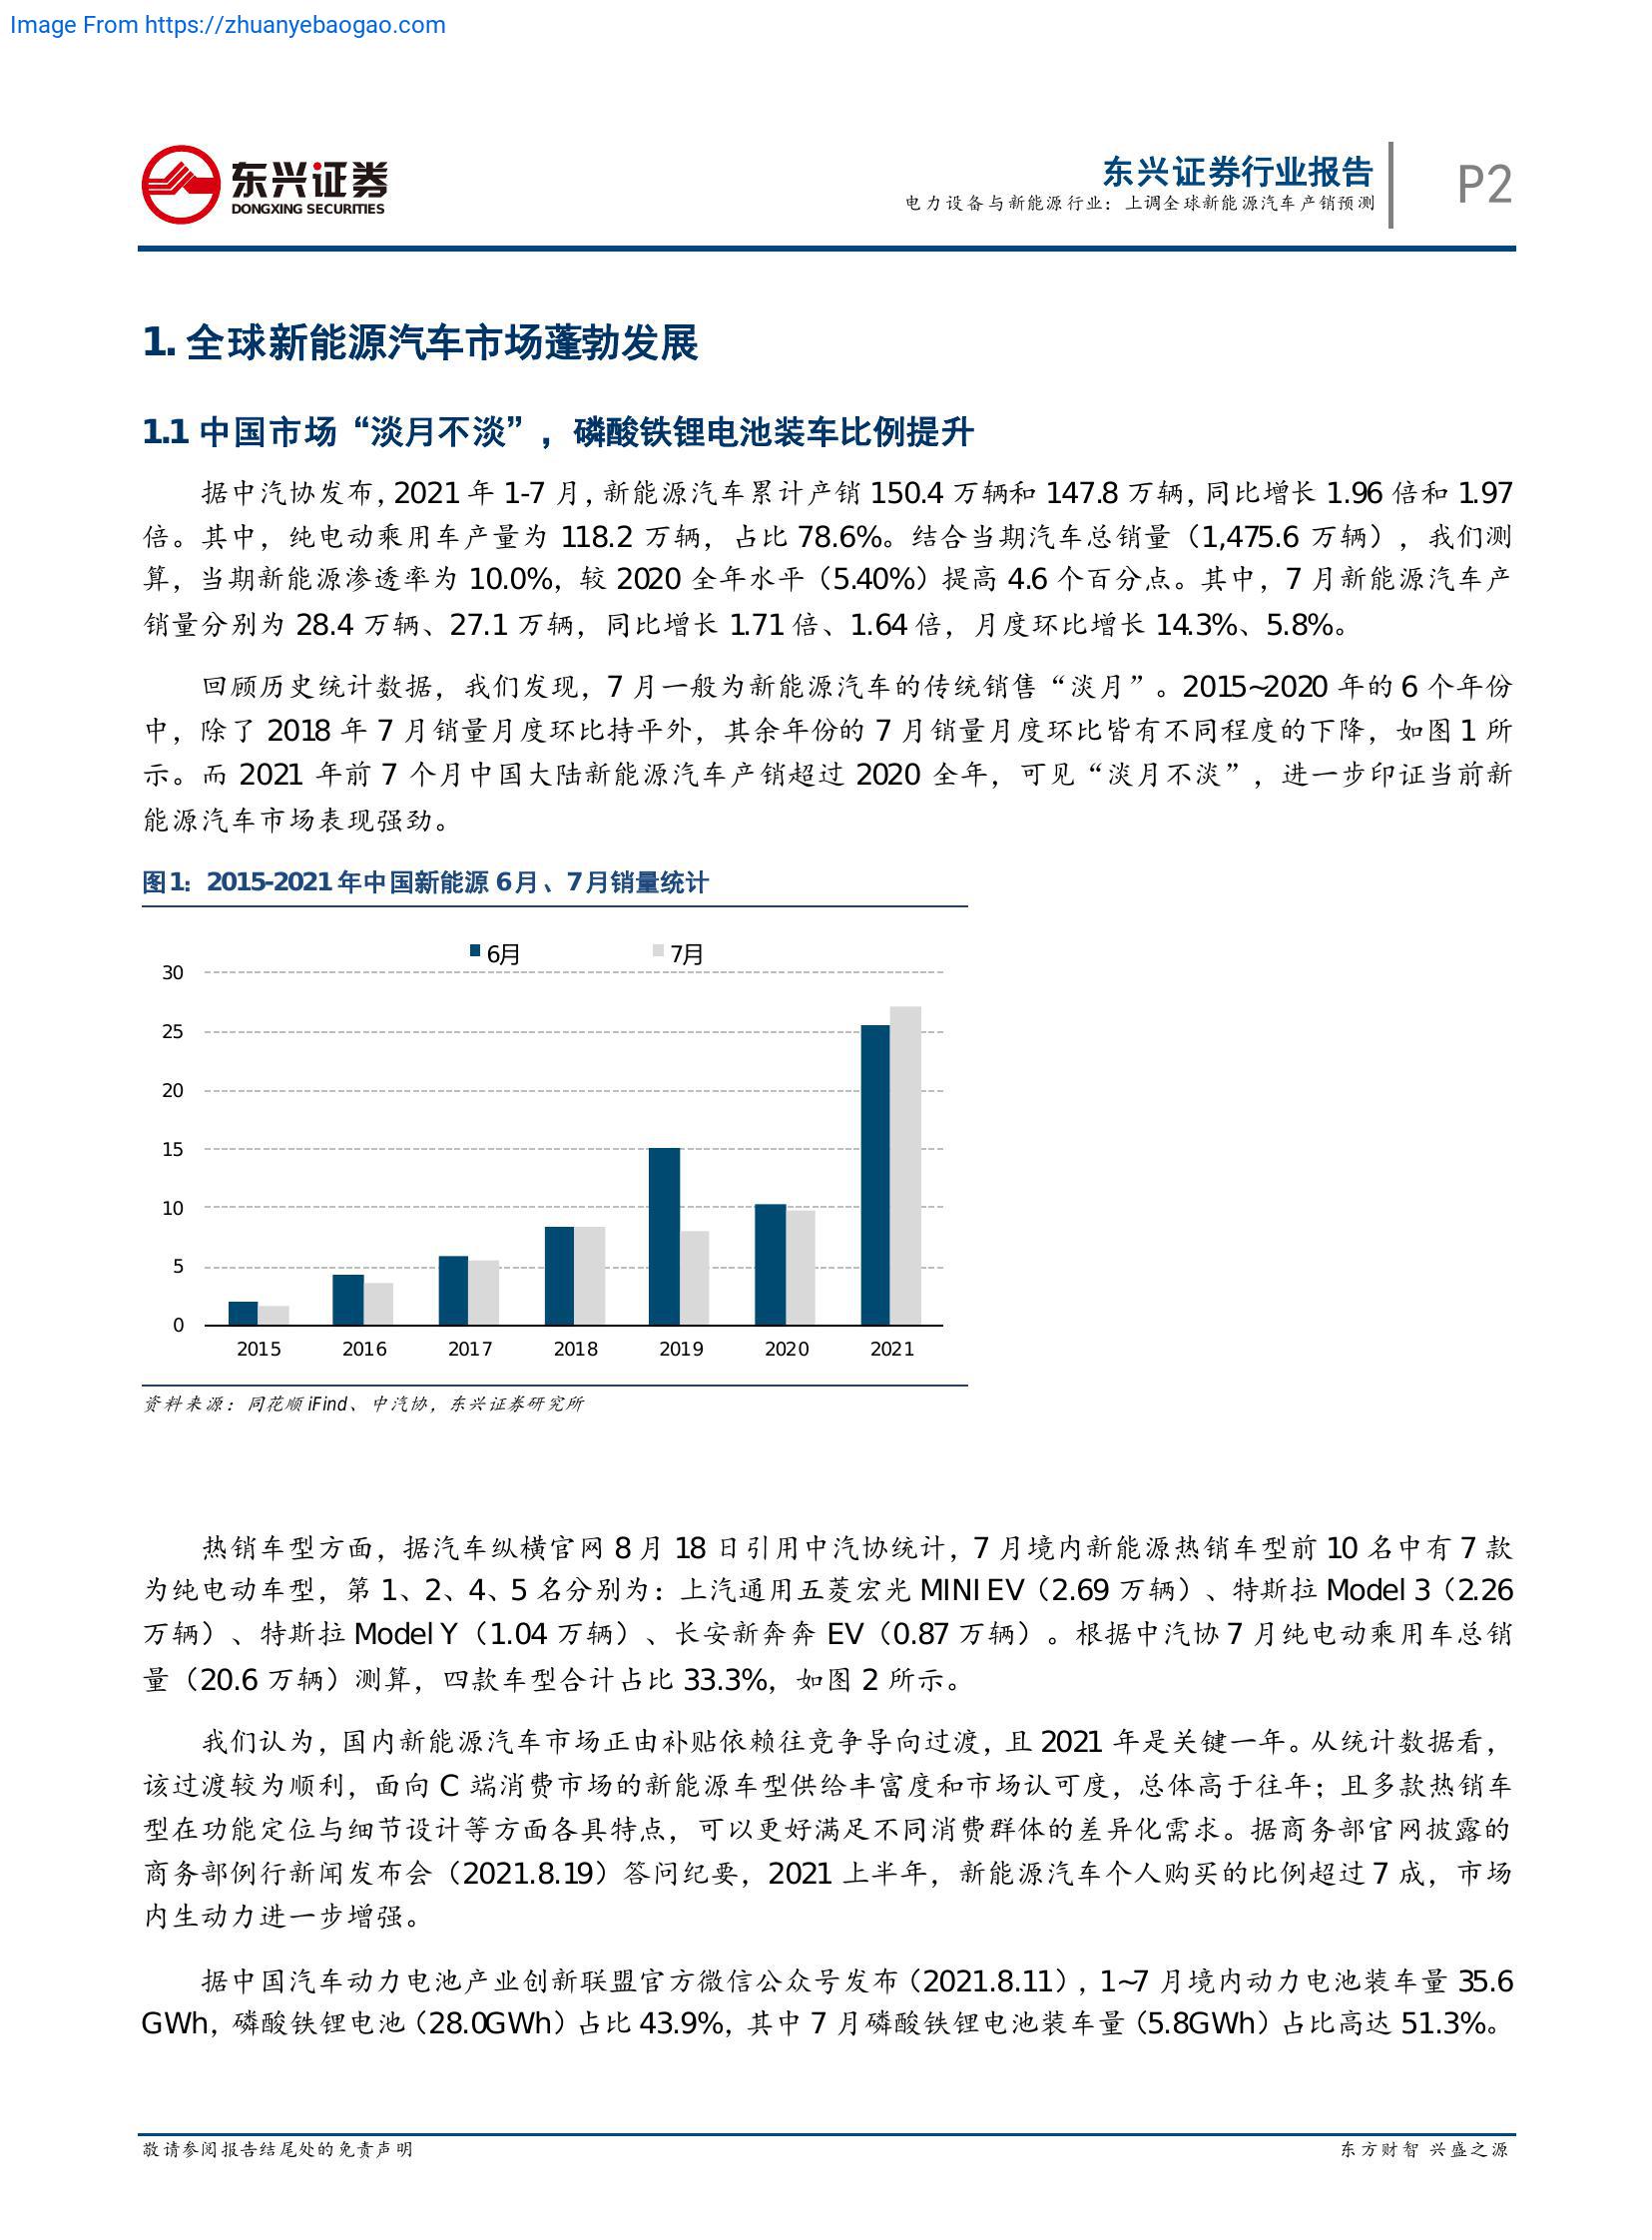 Image From https://zhuanyebaogao.com
东兴证券
DONGXING SECURITIES
东兴证券行业报告
电力设备与新能源行业：上调全球新能源汽车产销预测
P2
1. 全球新能源汽车市场蓬勃发展
1.1 中国市场“淡月不淡”，磷酸铁锂电池装车比例提升
据中汽协发布，2021 年 1-7 月，新能源汽车累计产销 150.4 万辆和 147.8 万辆，同比增长 1.96 倍和 1.97
倍。其中，纯电动乘用车产量为 118.2 万辆，占比 78.6%。结合当期汽车总销量（1,475.6 万辆），我们测
算，当期新能源渗透率为 10.0%，较 2020 全年水平（5.40%）提高 4.6 个百分点。其中，7 月新能源汽车产
销量分别为 28.4 万辆、27.1 万辆，同比增长 1.71 倍、1.64 倍，月度环比增长 14.3%、5.8%。
回顾历史统计数据，我们发现，7 月一般为新能源汽车的传统销售“淡月”。2015~2020 年的 6 个年份
中，除了 2018 年 7 月销量月度环比持平外，其余年份的 7 月销量月度环比皆有不同程度的下降，如图 1 所
示。而 2021 年前 7 个月中国大陆新能源汽车产销超过 2020 全年，可见“淡月不淡”，进一步印证当前新
能源汽车市场表现强劲。
图1：2015-2021 年中国新能源 6 月、7 月销量统计
6月 7月
30
25
20
15
10
5
0
2015 2016 2017 2018 2019 2020 2021
资料来源：同花顺 iFind、中汽协，东兴证券研究所
热销车型方面，据汽车纵横官网 8 月 18 日引用中汽协统计，7 月境内新能源热销车型前 10 名中有 7 款
为纯电动车型，第 1、2、4、5 名分别为：上汽通用五菱宏光 MINI EV（2.69 万辆）、特斯拉 Model 3（2.26
万辆）、特斯拉 Model Y（1.04 万辆）、长安新奔奔 EV（0.87 万辆）。根据中汽协 7 月纯电动乘用车总销
量（20.6 万辆）测算，四款车型合计占比 33.3%，如图 2 所示。
我们认为，国内新能源汽车市场正由补贴依赖往竞争导向过渡，且 2021 年是关键一年。从统计数据看，
该过渡较为顺利，面向 C 端消费市场的新能源车型供给丰富度和市场认可度，总体高于往年；且多款热销车
型在功能定位与细节设计等方面各具特点，可以更好满足不同消费群体的差异化需求。据商务部官网披露的
商务部例行新闻发布会（2021.8.19）答问纪要，2021 上半年，新能源汽车个人购买的比例超过 7 成，市场
内生动力进一步增强。
据中国汽车动力电池产业创新联盟官方微信公众号发布（2021.8.11），1~7 月境内动力电池装车量 35.6
GWh，磷酸铁锂电池（28.0GWh）占比 43.9%，其中 7 月磷酸铁锂电池装车量（5.8GWh）占比高达 51.3%。
敬请参阅报告结尾处的免责声明
东方财智 兴盛之源